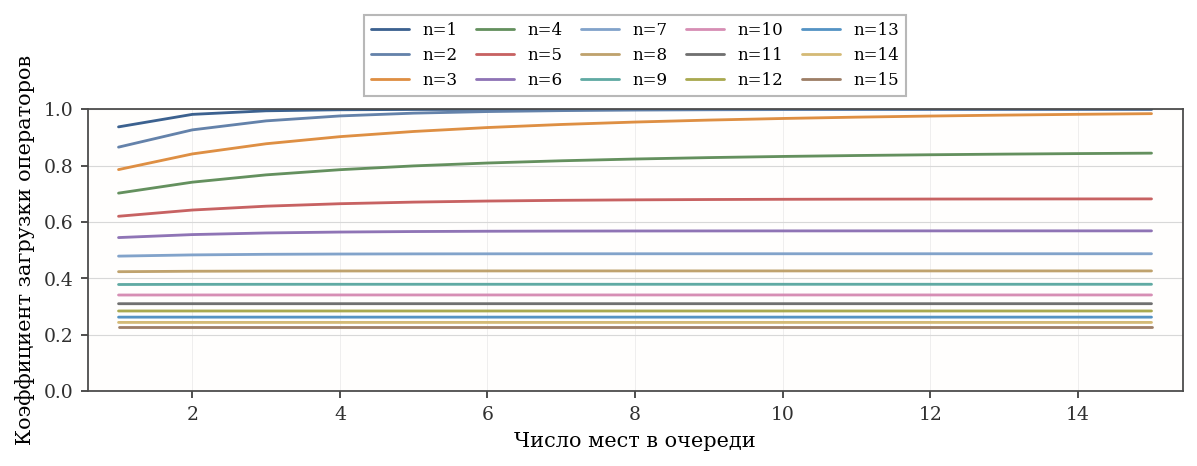 n=1 n=4 n=7 n=10 n=13
n=2 n=5 n=8 n=11 n=14
n=3 n=6 n=9 n=12 n=15
Коэффициент загрузки операторов
1.0
0.8
0.6
0.4
0.2
0.0
2 4 6 8 10 12 14
Число мест в очереди